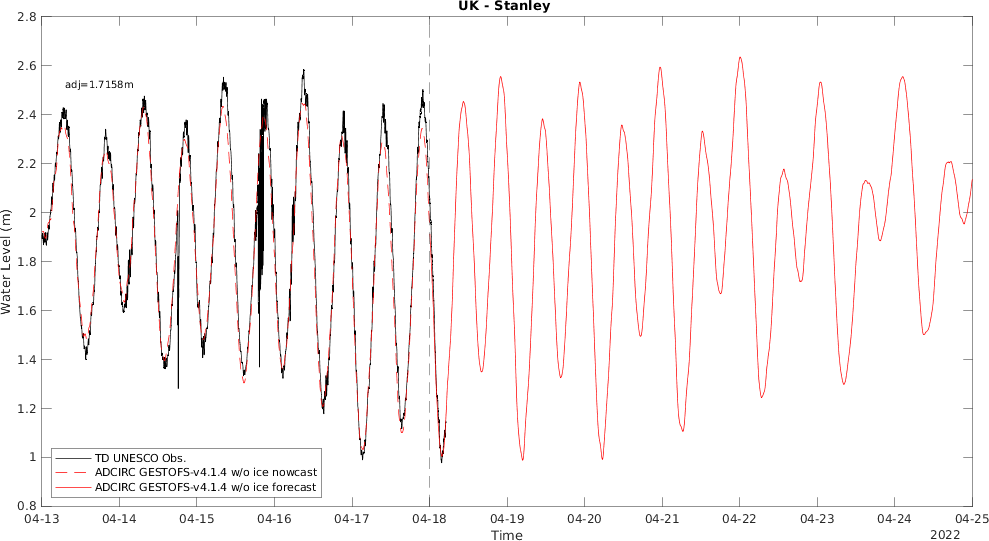 UK - Stanley
2.8
2.6
2.4
2.2
2
1.8
1.6
1.4
1.2
1
0.8
Water Level (m)
adj=1.7158m
TD UNESCO Obs.
ADCIRC GESTOFS-v4.1.4 w/o ice nowcast
ADCIRC GESTOFS-v4.1.4 w/o ice forecast
04-13 04-14 04-15 04-16 04-17 04-18 04-19 04-20 04-21 04-22 04-23 04-24 04-25
Time
2022